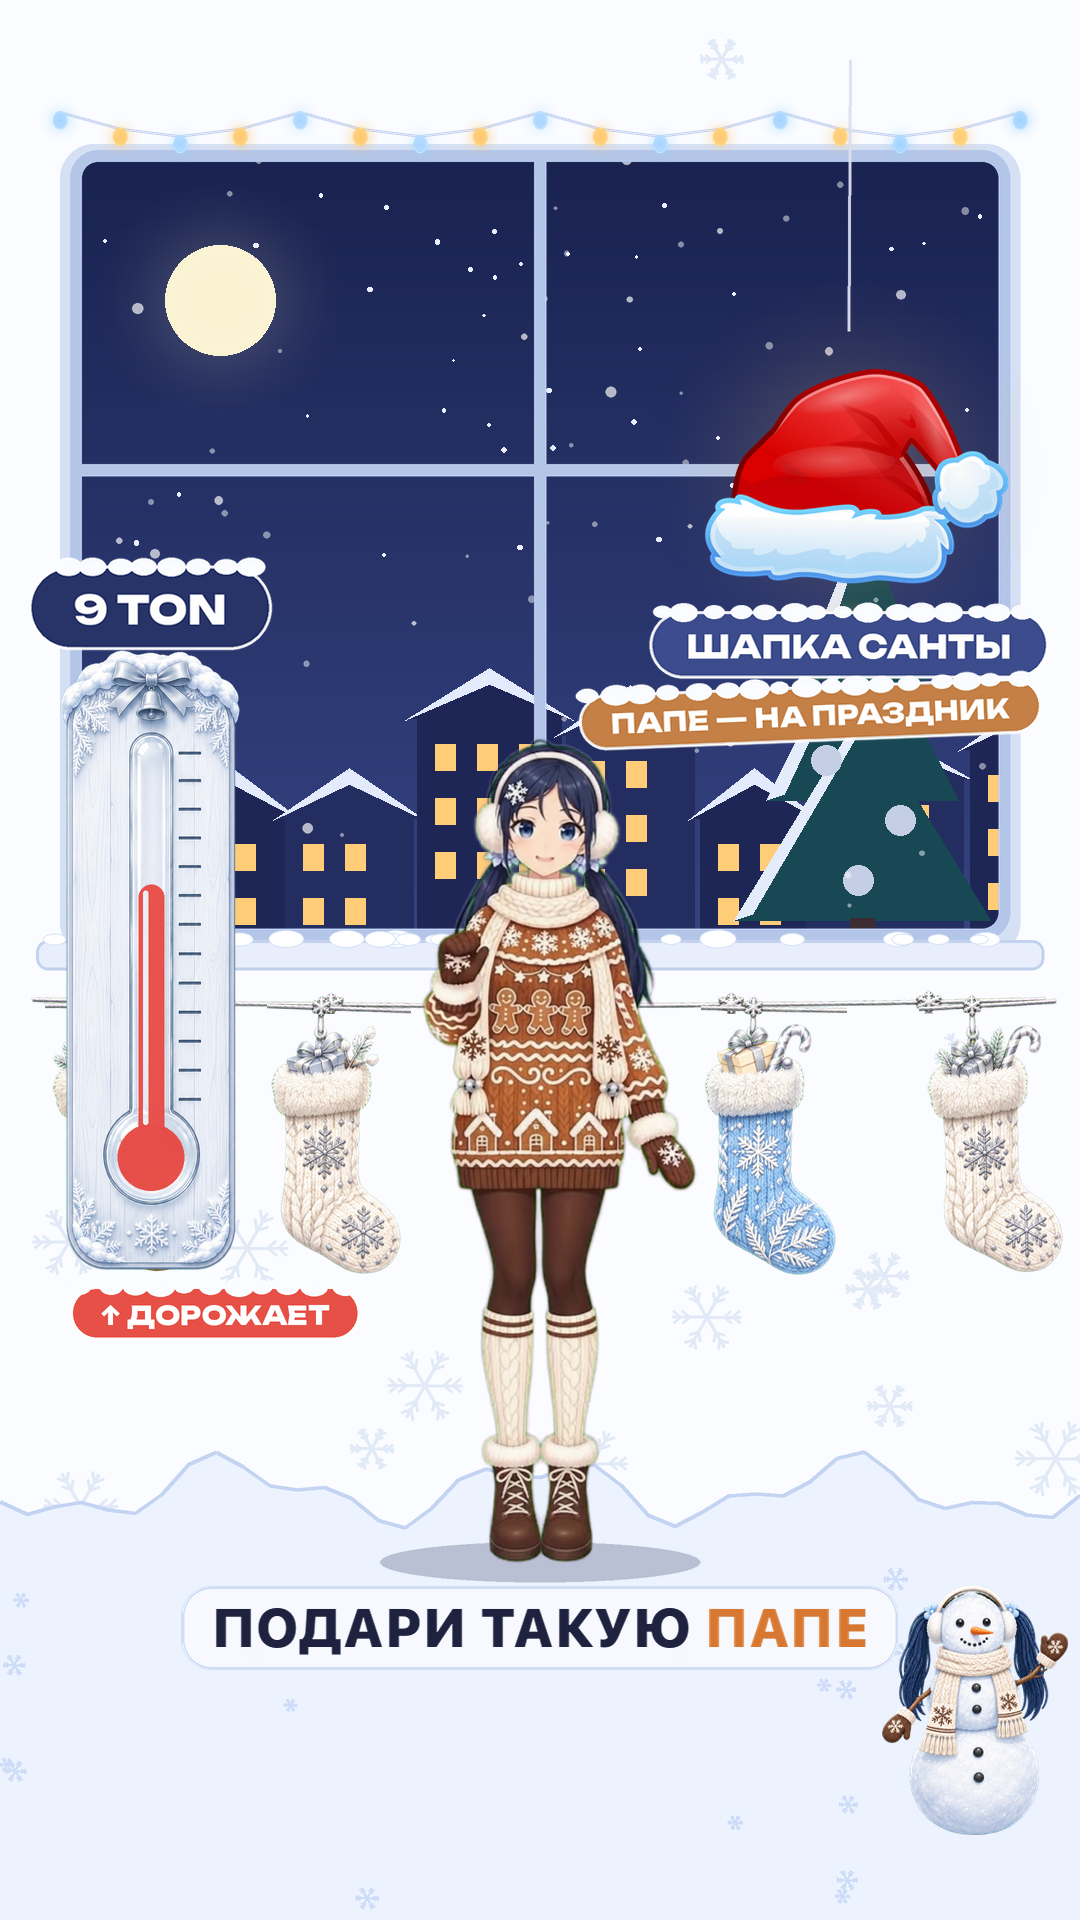 9 TON
ШАПКА САНТЫ
ПАПЕ — НА ПРАЗДНИК
↑ ДОРОЖАЕТ
ПОДАРИ ТАКУЮ ПАПЕ